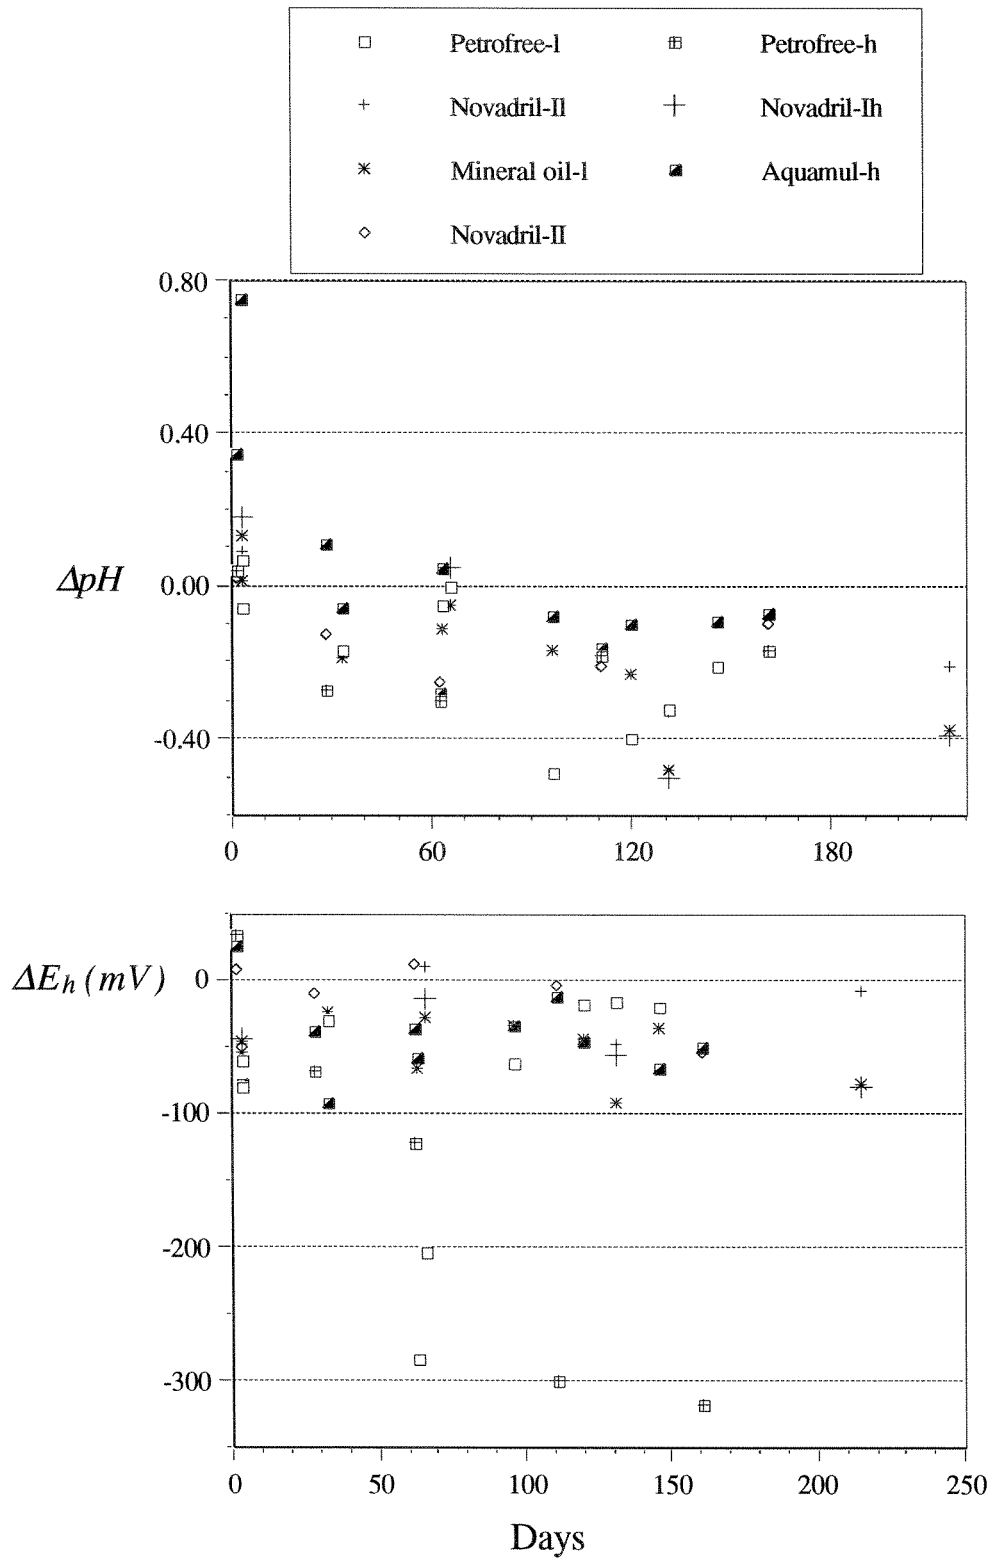 Petrofree-l Petrofree-h
Novadril-Il Novadril-Ih
Mineral oil-l Aquamul-h
Novadril-II
0.80
0.40
ΔpH
0.00
-0.40
0 60 120 180
ΔEh (mV)
0
-100
-200
-300
0 50 100 150 200 250
Days